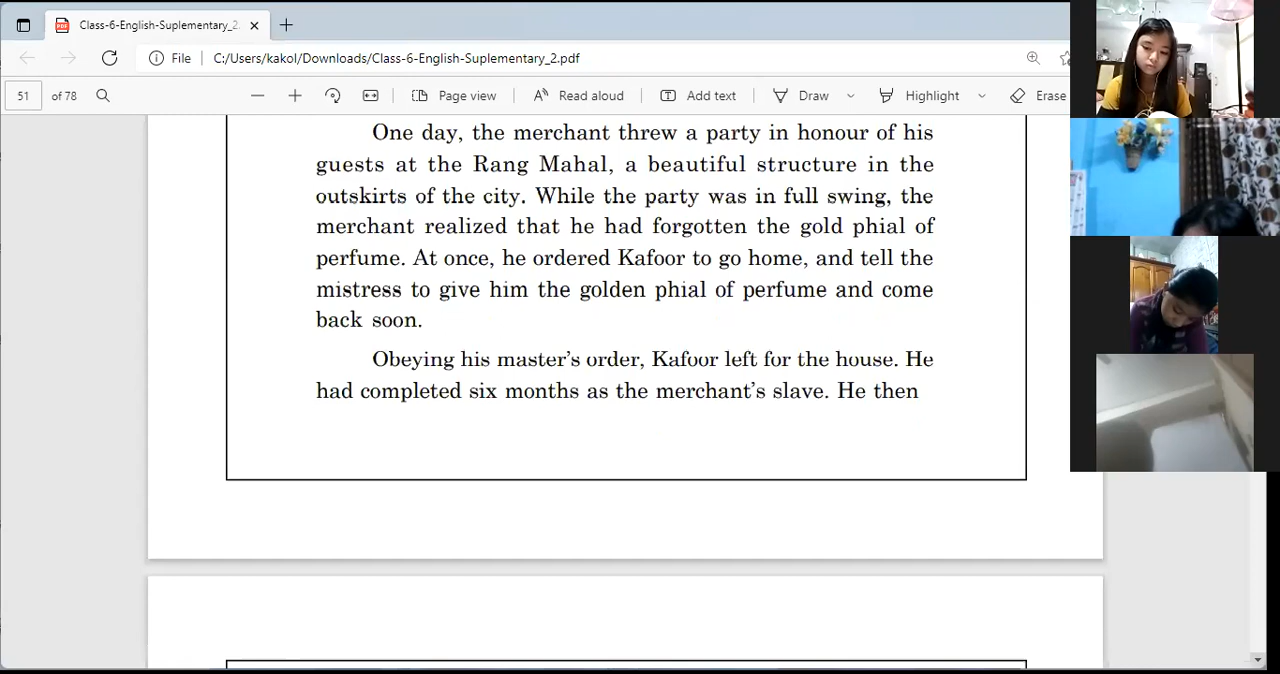 Class-6-English-Suplementary_2.
File C:/Users/kakol/Downloads/Class-6-English-Suplementary_2.pdf
51 of 78 Page view Read aloud Add text Draw Highlight Erase
One day, the merchant threw a party in honour of his
guests at the Rang Mahal, a beautiful structure in the
outskirts of the city. While the party was in full swing, the
merchant realized that he had forgotten the gold phial of
perfume. At once, he ordered Kafoor to go home, and tell the
mistress to give him the golden phial of perfume and come
back soon.
Obeying his master's order, Kafoor left for the house. He
had completed six months as the merchant's slave. He then